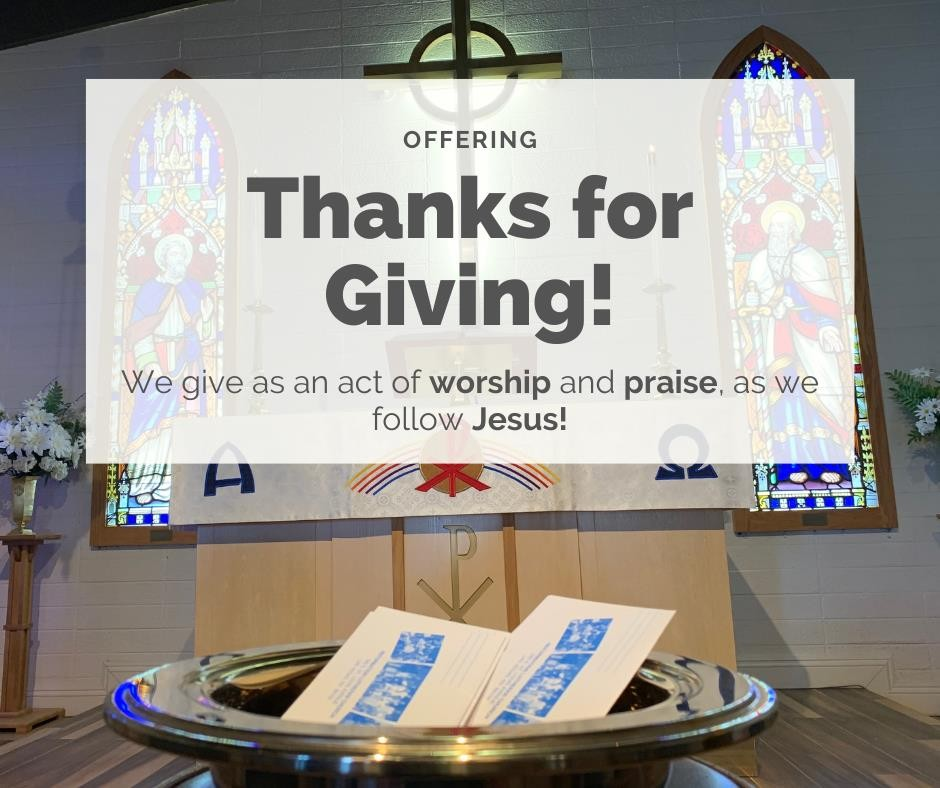 OFFERING
Thanks for
Giving!
We give as an act of worship and praise, as we
follow Jesus!
Α
Ω